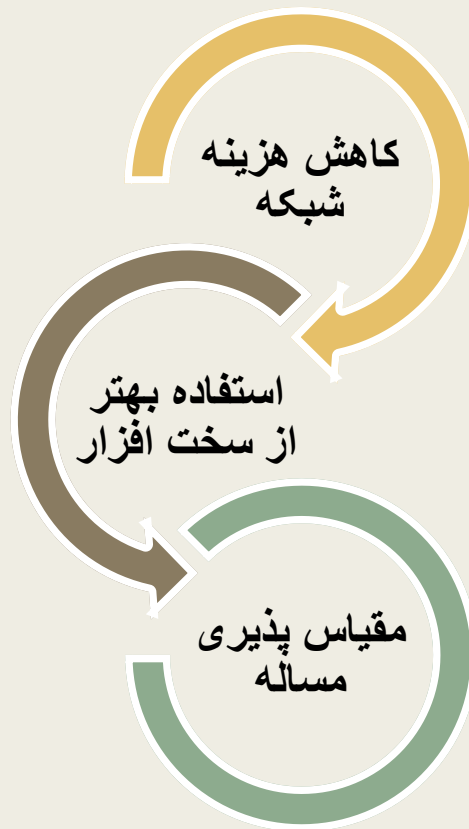 کاهش هزینه
شبکه
استفاده بهتر
از سخت افزار
مقیاس پذیری
مساله